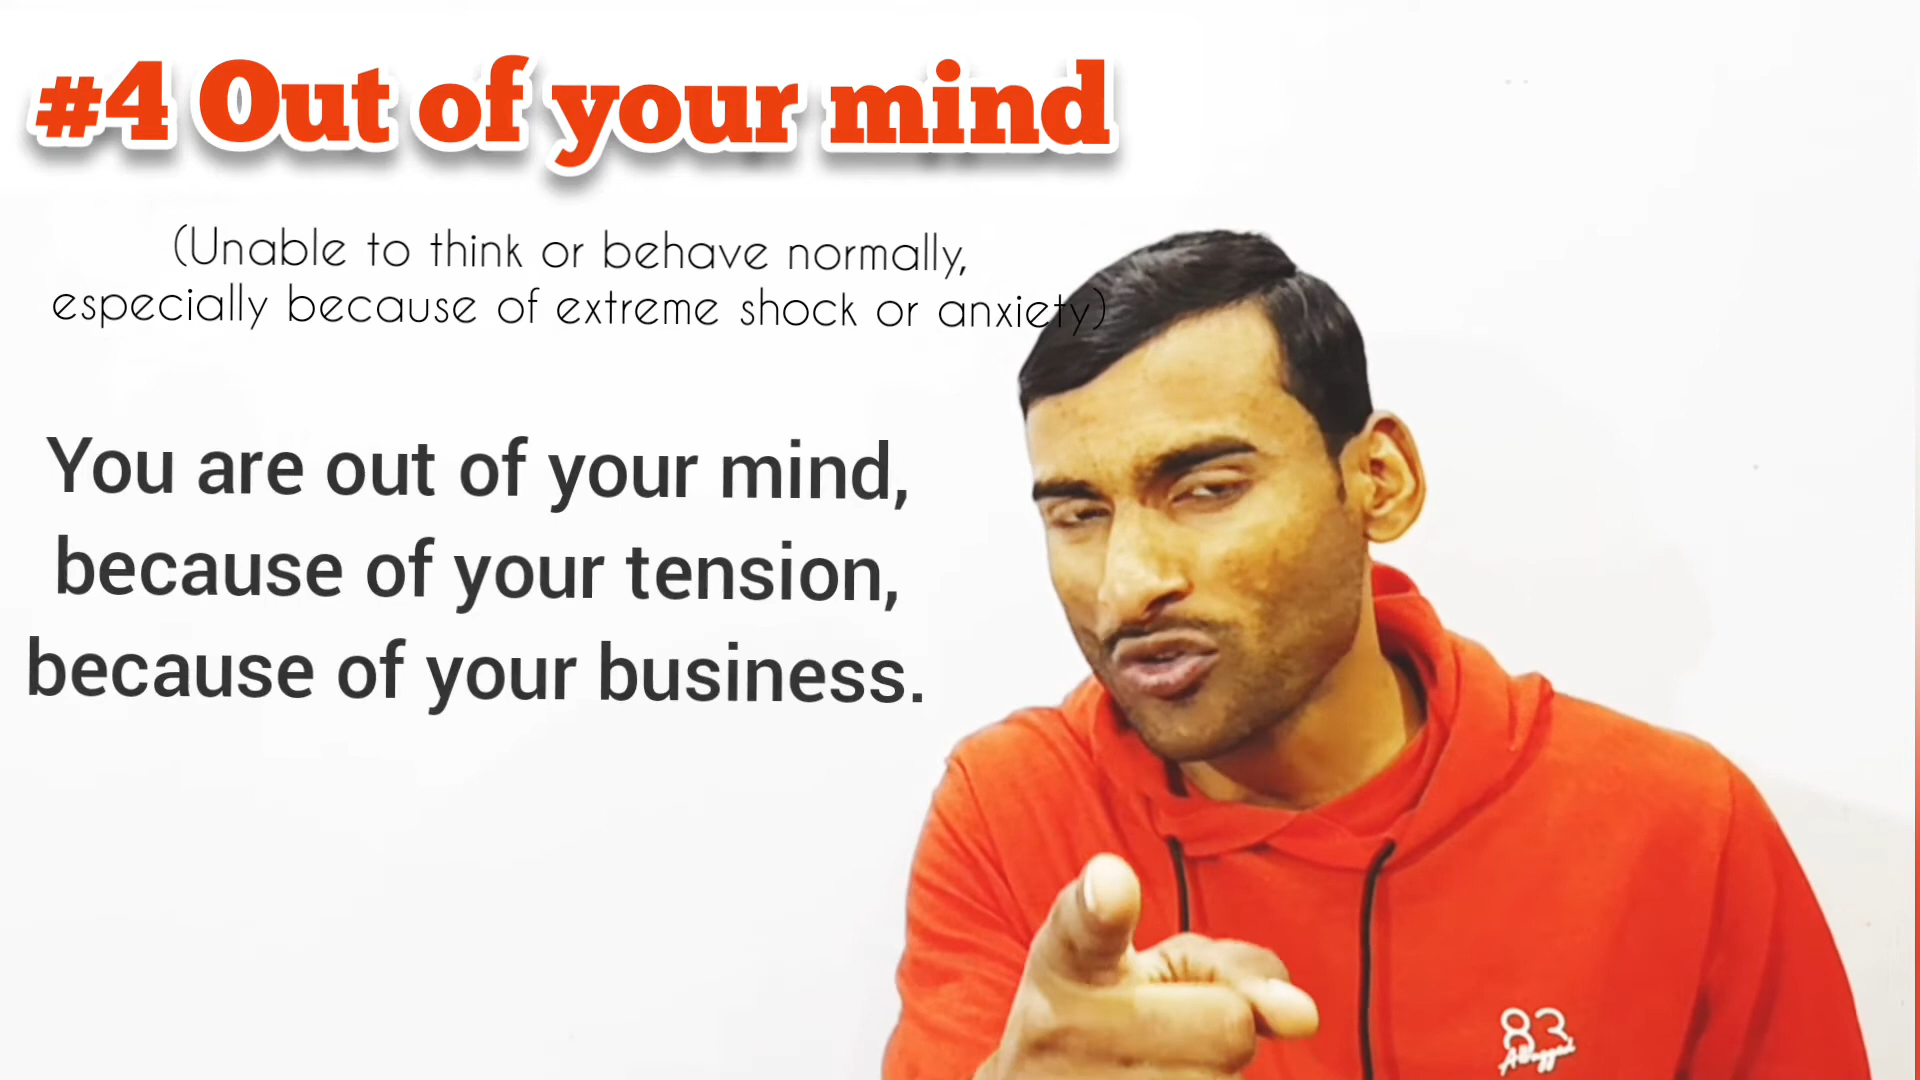 #4 Out of your mind
(Unable to think or behave normally,
especially because of extreme shock or anxiety)
You are out of your mind,
because of your tension,
because of your business.
83